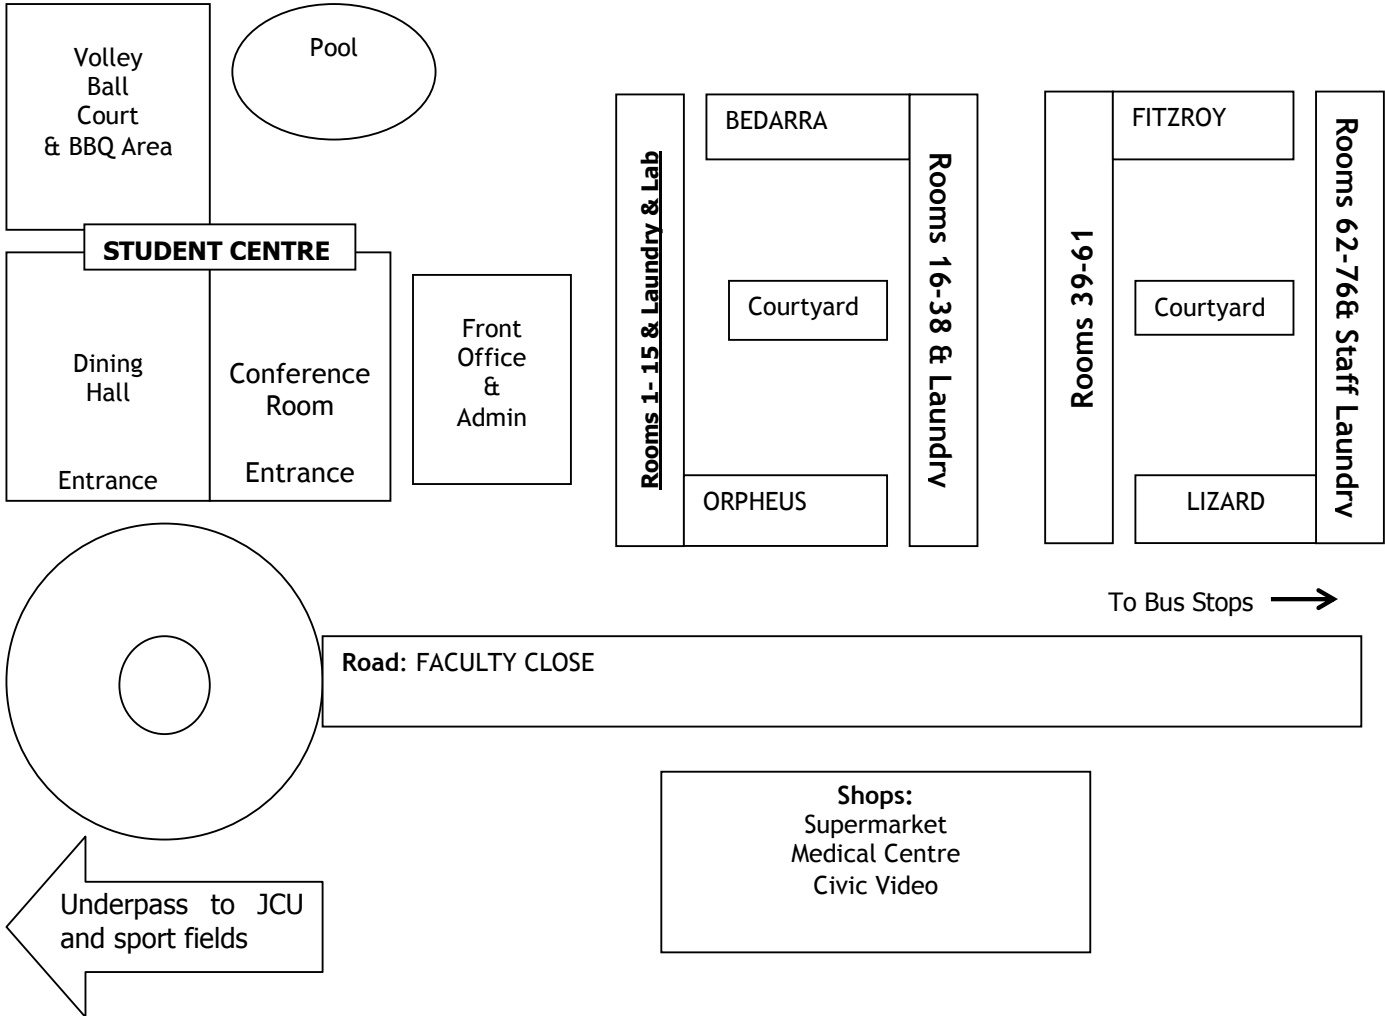 Volley
Ball
Court
& BBQ Area
Pool
STUDENT CENTRE
Dining
Hall
Entrance
Conference
Room
Entrance
Front
Office
&
Admin
Rooms 1- 15 & Laundry & Lab
BEDARRA
Courtyard
ORPHEUS
Rooms 16-38 & Laundry
Rooms 39-61
FITZROY
Courtyard
LIZARD
Rooms 62-76& Staff Laundry
To Bus Stops
Road: FACULTY CLOSE
Shops:
Supermarket
Medical Centre
Civic Video
Underpass to JCU
and sport fields